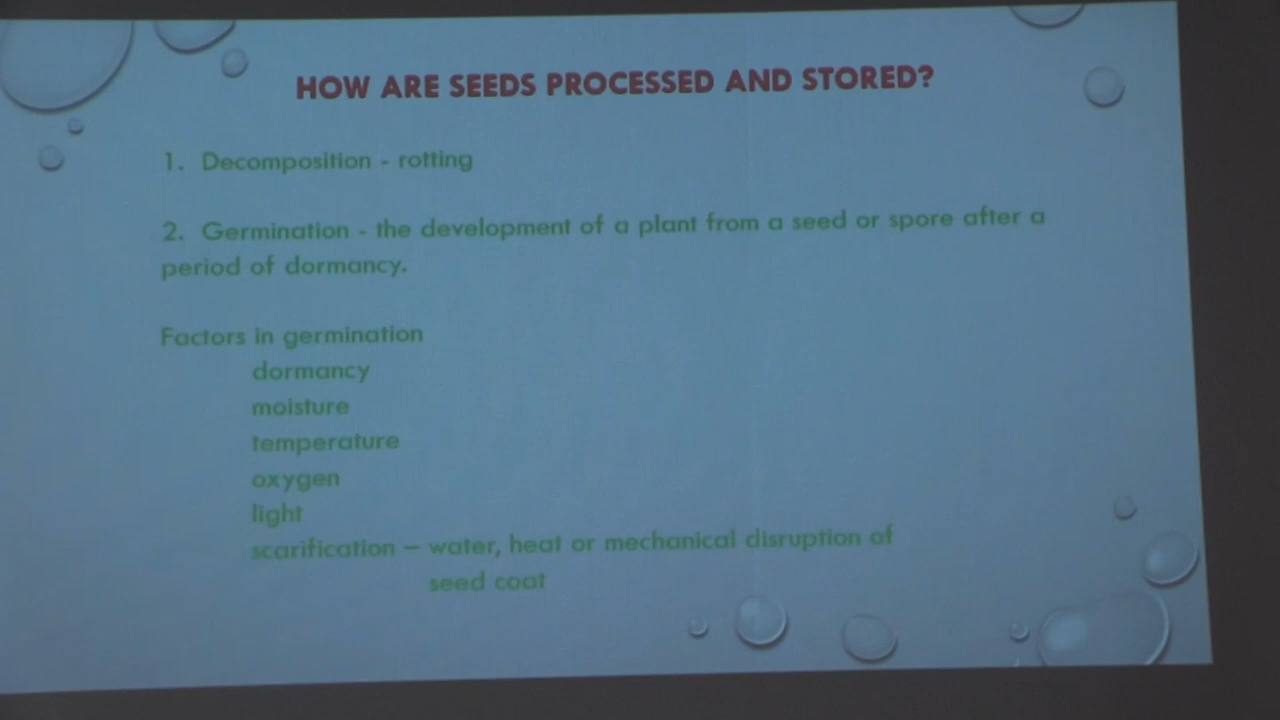 HOW ARE SEEDS PROCESSED AND STORED?
1. Decomposition - rotting
2. Germination - the development of a plant from a seed or spore after a
period of dormancy.
Factors in germination
dormancy
moisture
temperature
oxygen
light
scarification – water, heat or mechanical disruption of
seed coat